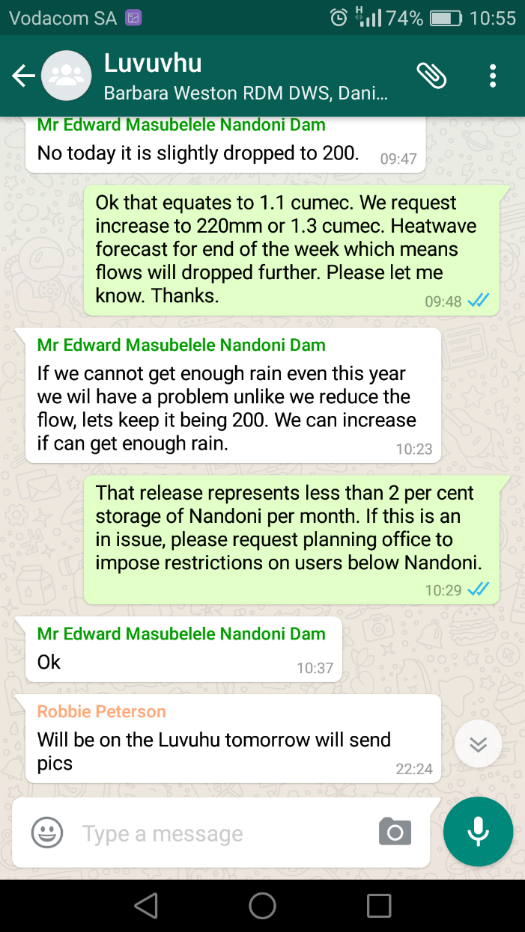 Vodacom SA
H
74%
10:55
Luvuvhu
Barbara Weston RDM DWS, Dani...
Mr Edward Masubelele Nandoni Dam
No today it is slightly dropped to 200.
09:47
Ok that equates to 1.1 cumec. We request
increase to 220mm or 1.3 cumec. Heatwave
forecast for end of the week which means
flows will dropped further. Please let me
know. Thanks.
09:48
Mr Edward Masubelele Nandoni Dam
If we cannot get enough rain even this year
we wil have a problem unlike we reduce the
flow, lets keep it being 200. We can increase
if can get enough rain.
10:23
That release represents less than 2 per cent
storage of Nandoni per month. If this is an
in issue, please request planning office to
impose restrictions on users below Nandoni.
10:29
Mr Edward Masubelele Nandoni Dam
Ok
10:37
Robbie Peterson
Will be on the Luvuhu tomorrow will send
pics
22:24
Type a message